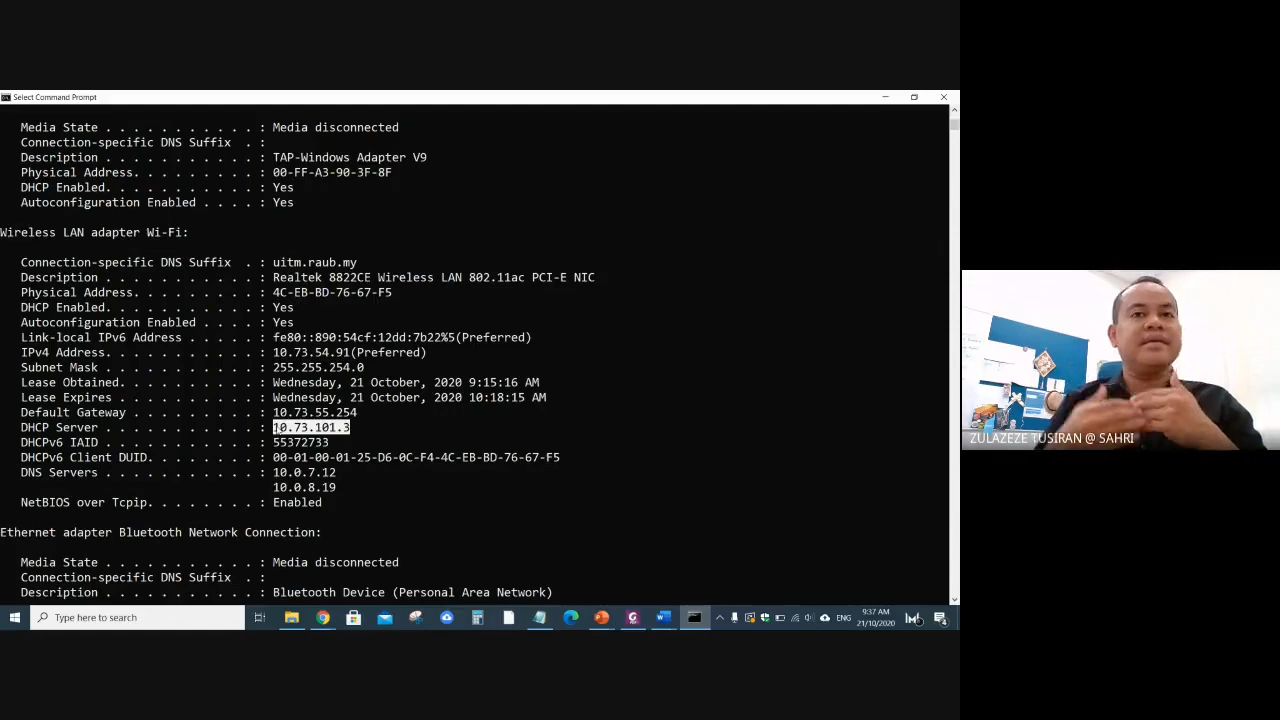 Select Command Prompt
Media State . . . . . . . . . . . : Media disconnected
Connection-specific DNS Suffix  . :
Description . . . . . . . . . . . : TAP-Windows Adapter V9
Physical Address. . . . . . . . . : 00-FF-A3-90-3F-8F
DHCP Enabled. . . . . . . . . . . : Yes
Autoconfiguration Enabled . . . . : Yes
Wireless LAN adapter Wi-Fi:
Connection-specific DNS Suffix  . : uitm.raub.my
Description . . . . . . . . . . . : Realtek 8822CE Wireless LAN 802.11ac PCI-E NIC
Physical Address. . . . . . . . . : 4C-EB-BD-76-67-F5
DHCP Enabled. . . . . . . . . . . : Yes
Autoconfiguration Enabled . . . . : Yes
Link-local IPv6 Address . . . . . : fe80::890:54cf:12dd:7b22%5(Preferred)
IPv4 Address. . . . . . . . . . . : 10.73.54.91(Preferred)
Subnet Mask . . . . . . . . . . . : 255.255.254.0
Lease Obtained. . . . . . . . . . : Wednesday, 21 October, 2020 9:15:16 AM
Lease Expires . . . . . . . . . . : Wednesday, 21 October, 2020 10:18:15 AM
Default Gateway . . . . . . . . . : 10.73.55.254
DHCP Server . . . . . . . . . . . : 10.73.101.3
DHCPv6 IAID . . . . . . . . . . . : 55372733
DHCPv6 Client DUID. . . . . . . . : 00-01-00-01-25-D6-0C-F4-4C-EB-BD-76-67-F5
DNS Servers . . . . . . . . . . . : 10.0.7.12
10.0.8.19
NetBIOS over Tcpip. . . . . . . . : Enabled
Ethernet adapter Bluetooth Network Connection:
Media State . . . . . . . . . . . : Media disconnected
Connection-specific DNS Suffix  . :
Description . . . . . . . . . . . : Bluetooth Device (Personal Area Network)
Type here to search
ENG
9:37 AM
21/10/2020
ZULAZEZE TUSIRAN @ SAHRI